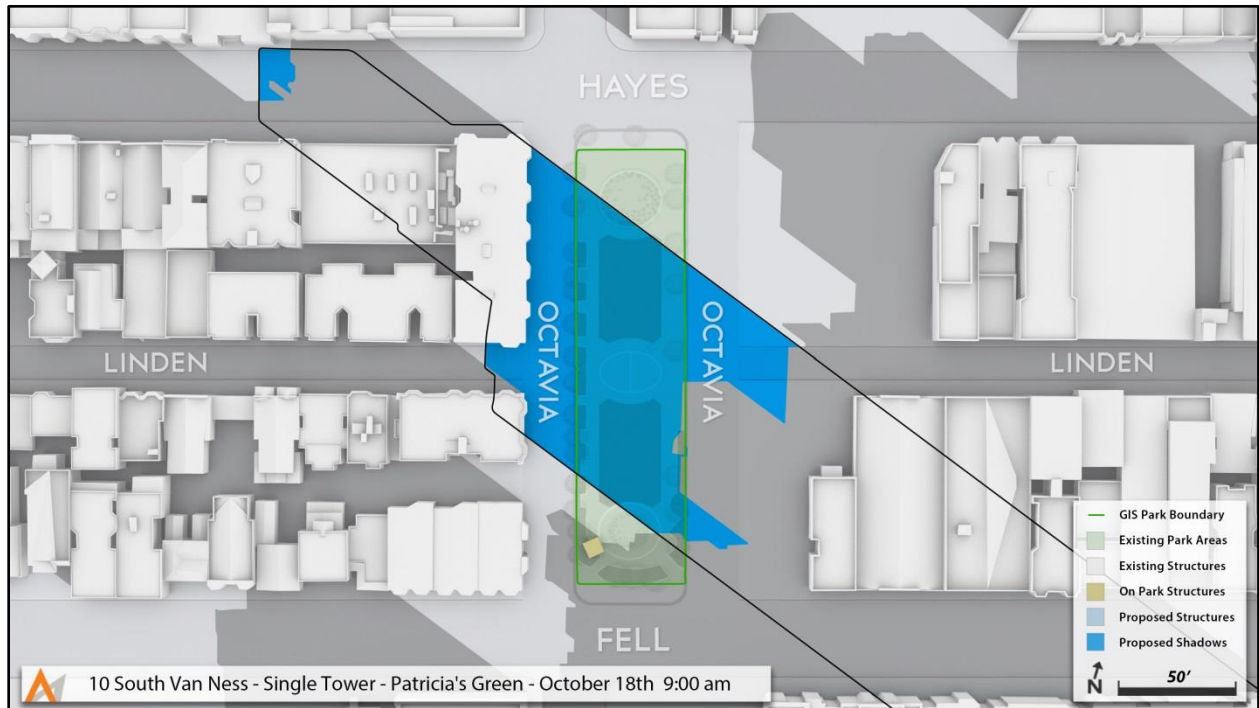 HAYES
OCTAVIA
OCTAVIA
LINDEN
LINDEN
FELL
GIS Park Boundary
Existing Park Areas
Existing Structures
On Park Structures
Proposed Structures
Proposed Shadows
N
50'
10 South Van Ness - Single Tower - Patricia's Green - October 18th 9:00 am